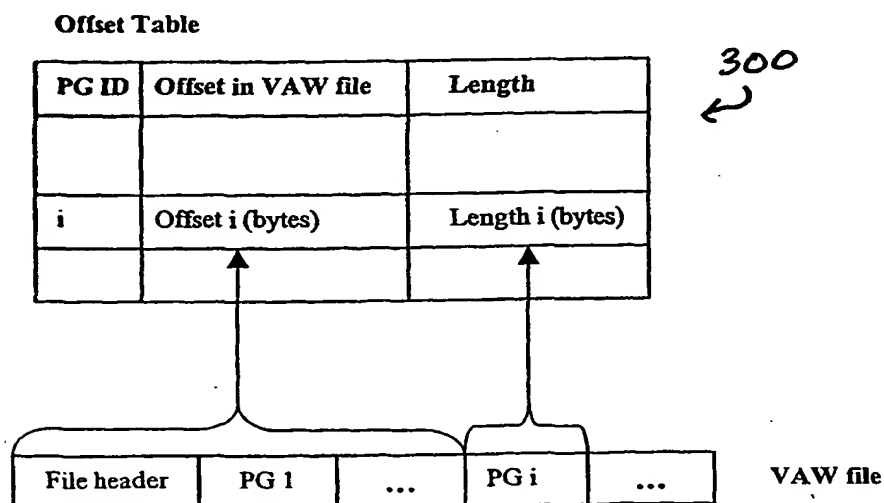 Offset Table
300
PG ID Offset in VAW file Length
i Offset i (bytes) Length i (bytes)
File header PG 1 ... PG i ... VAW file